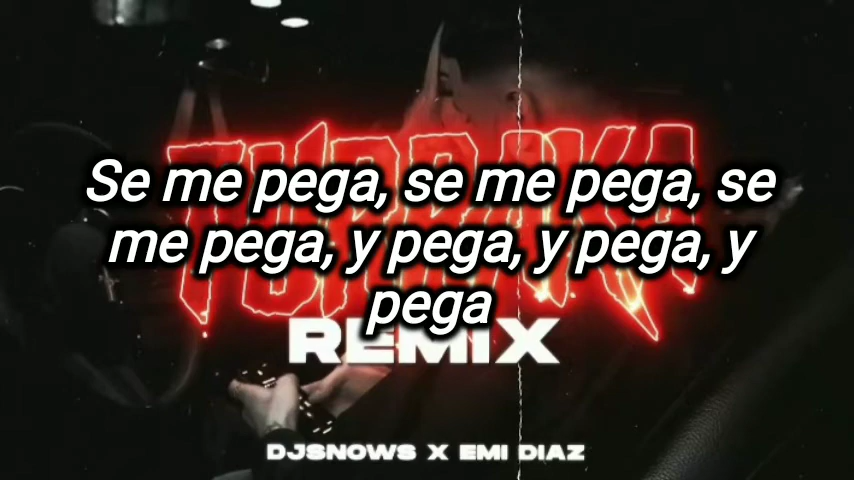 Se me pega, se me pega, se
me pega, y pega, y pega, y
pega
REMIX
DJSNOWS X EMI DIAZ